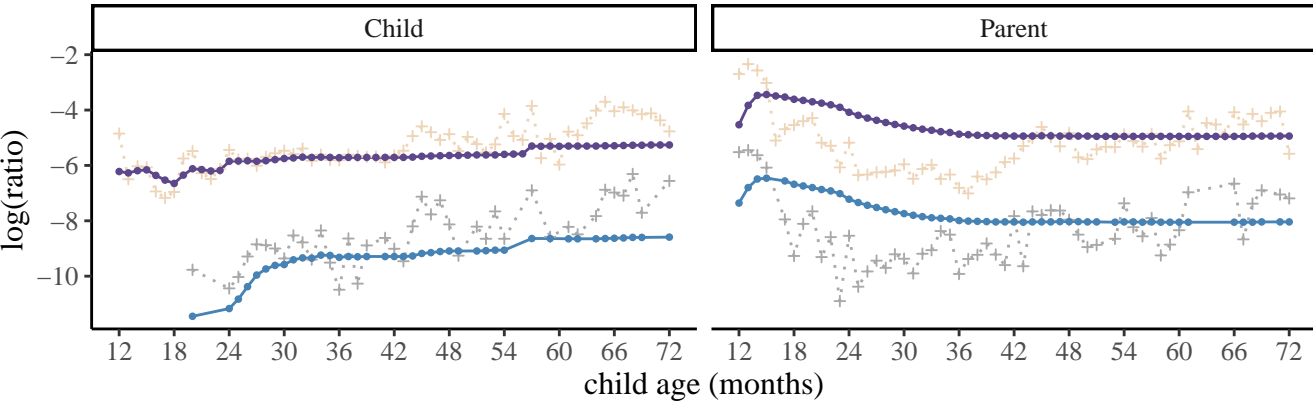 Child Parent
log(ratio)
−2
−4
−6
−8
−10
12 18 24 30 36 42 48 54 60 66 72 12 18 24 30 36 42 48 54 60 66 72
child age (months)